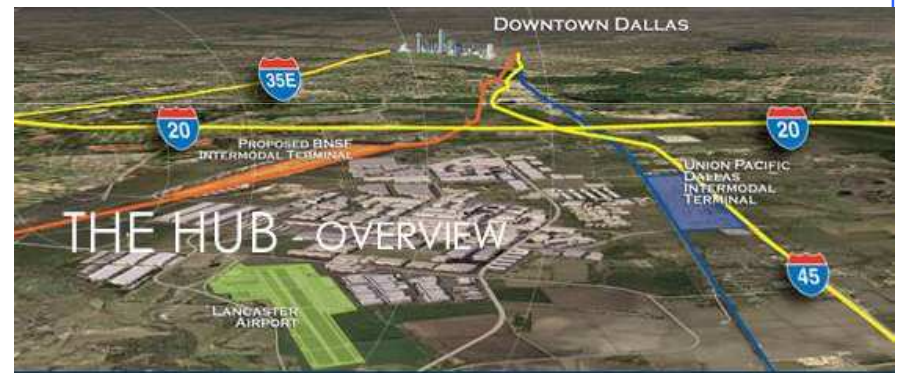 DOWNTOWN DALLAS
35E
20
20
PROPOSED BNSF
INTERMODAL TERMINAL
UNION PACIFIC
DALLAS
INTERMODAL
TERMINAL
THE HUB - OVERVIEW
45
LANCASTER
AIRPORT